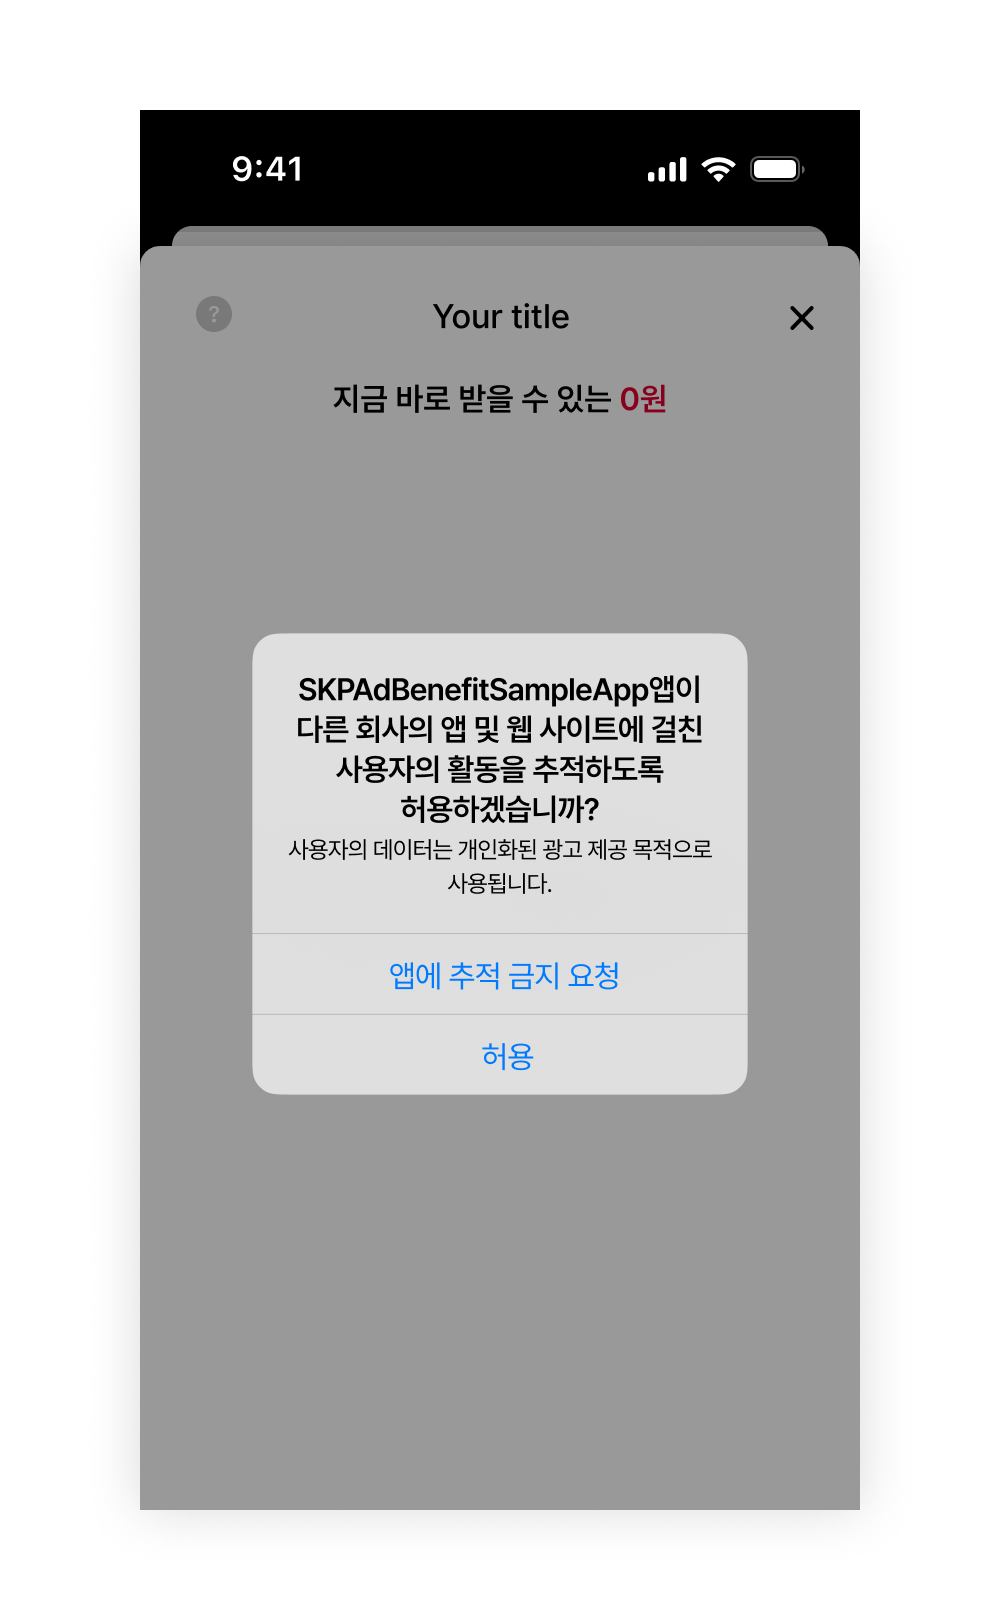 9:41
?
Your title
지금 바로 받을 수 있는 0원
SKPAdBenefitSampleApp앱이
다른 회사의 앱 및 웹 사이트에 걸친
사용자의 활동을 추적하도록
허용하겠습니까?
사용자의 데이터는 개인화된 광고 제공 목적으로
사용됩니다.
앱에 추적 금지 요청
허용